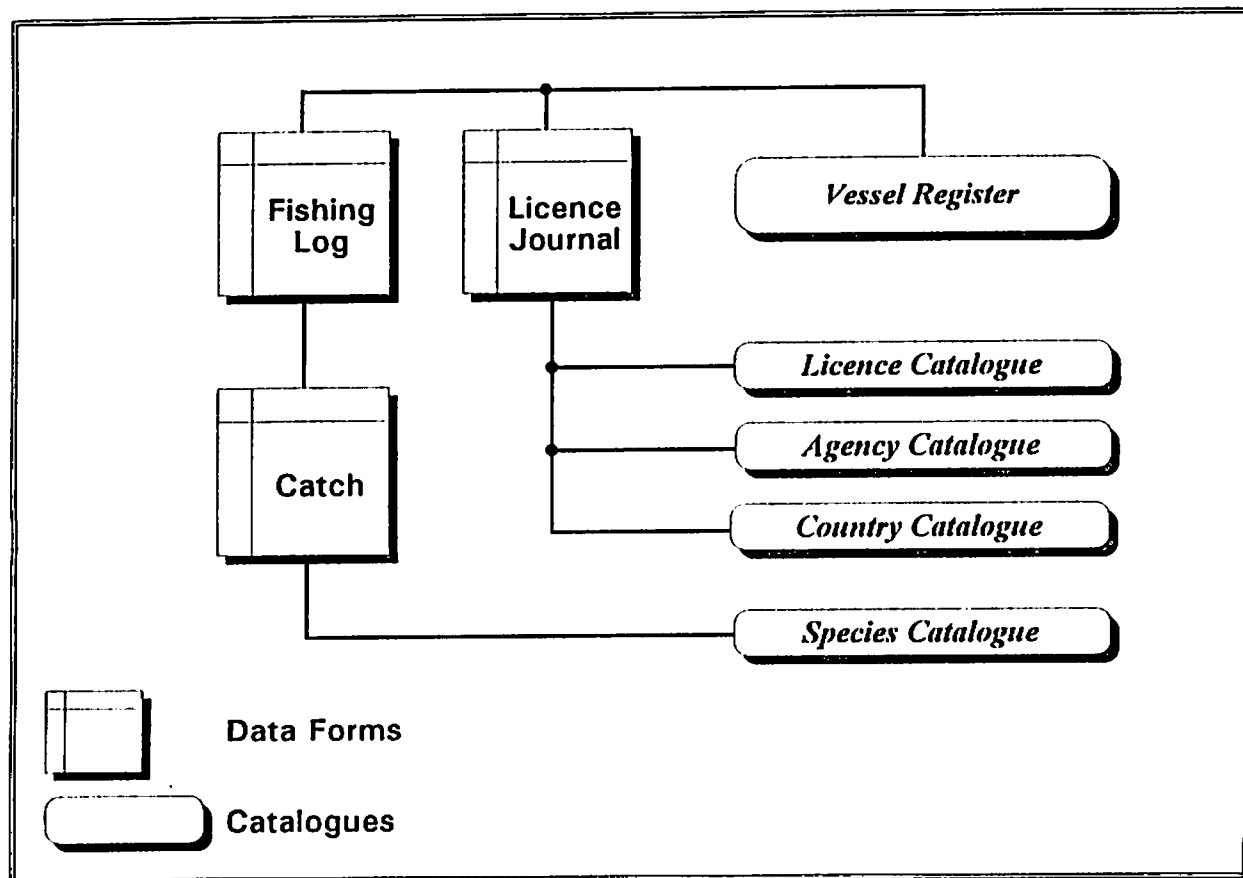 Fishing
Log
Licence
Journal
Vessel Register
Licence Catalogue
Agency Catalogue
Catch
Country Catalogue
Species Catalogue
Data Forms
Catalogues